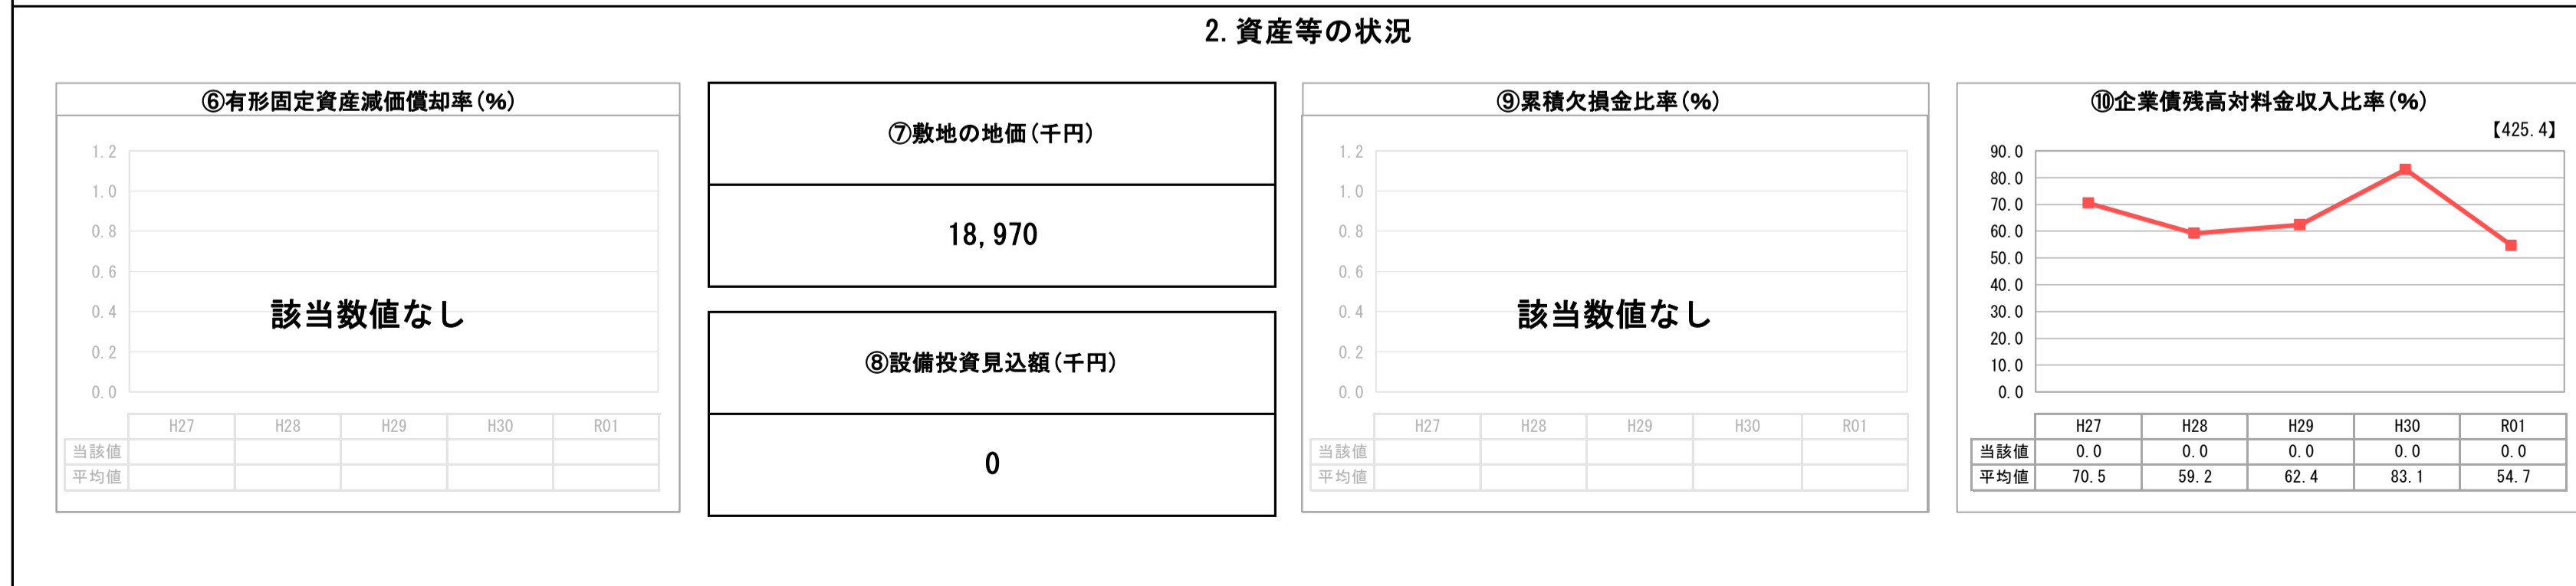 2.資産等の状況
⑥有形固定資産減価償却率(%)
1.2
1.0
0.8
0.6
0.4
0.2
0.0
該当数値なし
H27 H28 H29 H30 R01
当該値
平均値
⑦敷地の地価(千円)
18,970
⑧設備投資見込額(千円)
0
⑨累積欠損金比率(%)
1.2
1.0
0.8
0.6
0.4
0.2
0.0
該当数値なし
H27 H28 H29 H30 R01
当該値
平均値
⑩企業債残高対料金収入比率(%)
【425.4】
90.0
80.0
70.0
60.0
50.0
40.0
30.0
20.0
10.0
0.0
H27 H28 H29 H30 R01
当該値 0.0 0.0 0.0 0.0 0.0
平均値 70.5 59.2 62.4 83.1 54.7